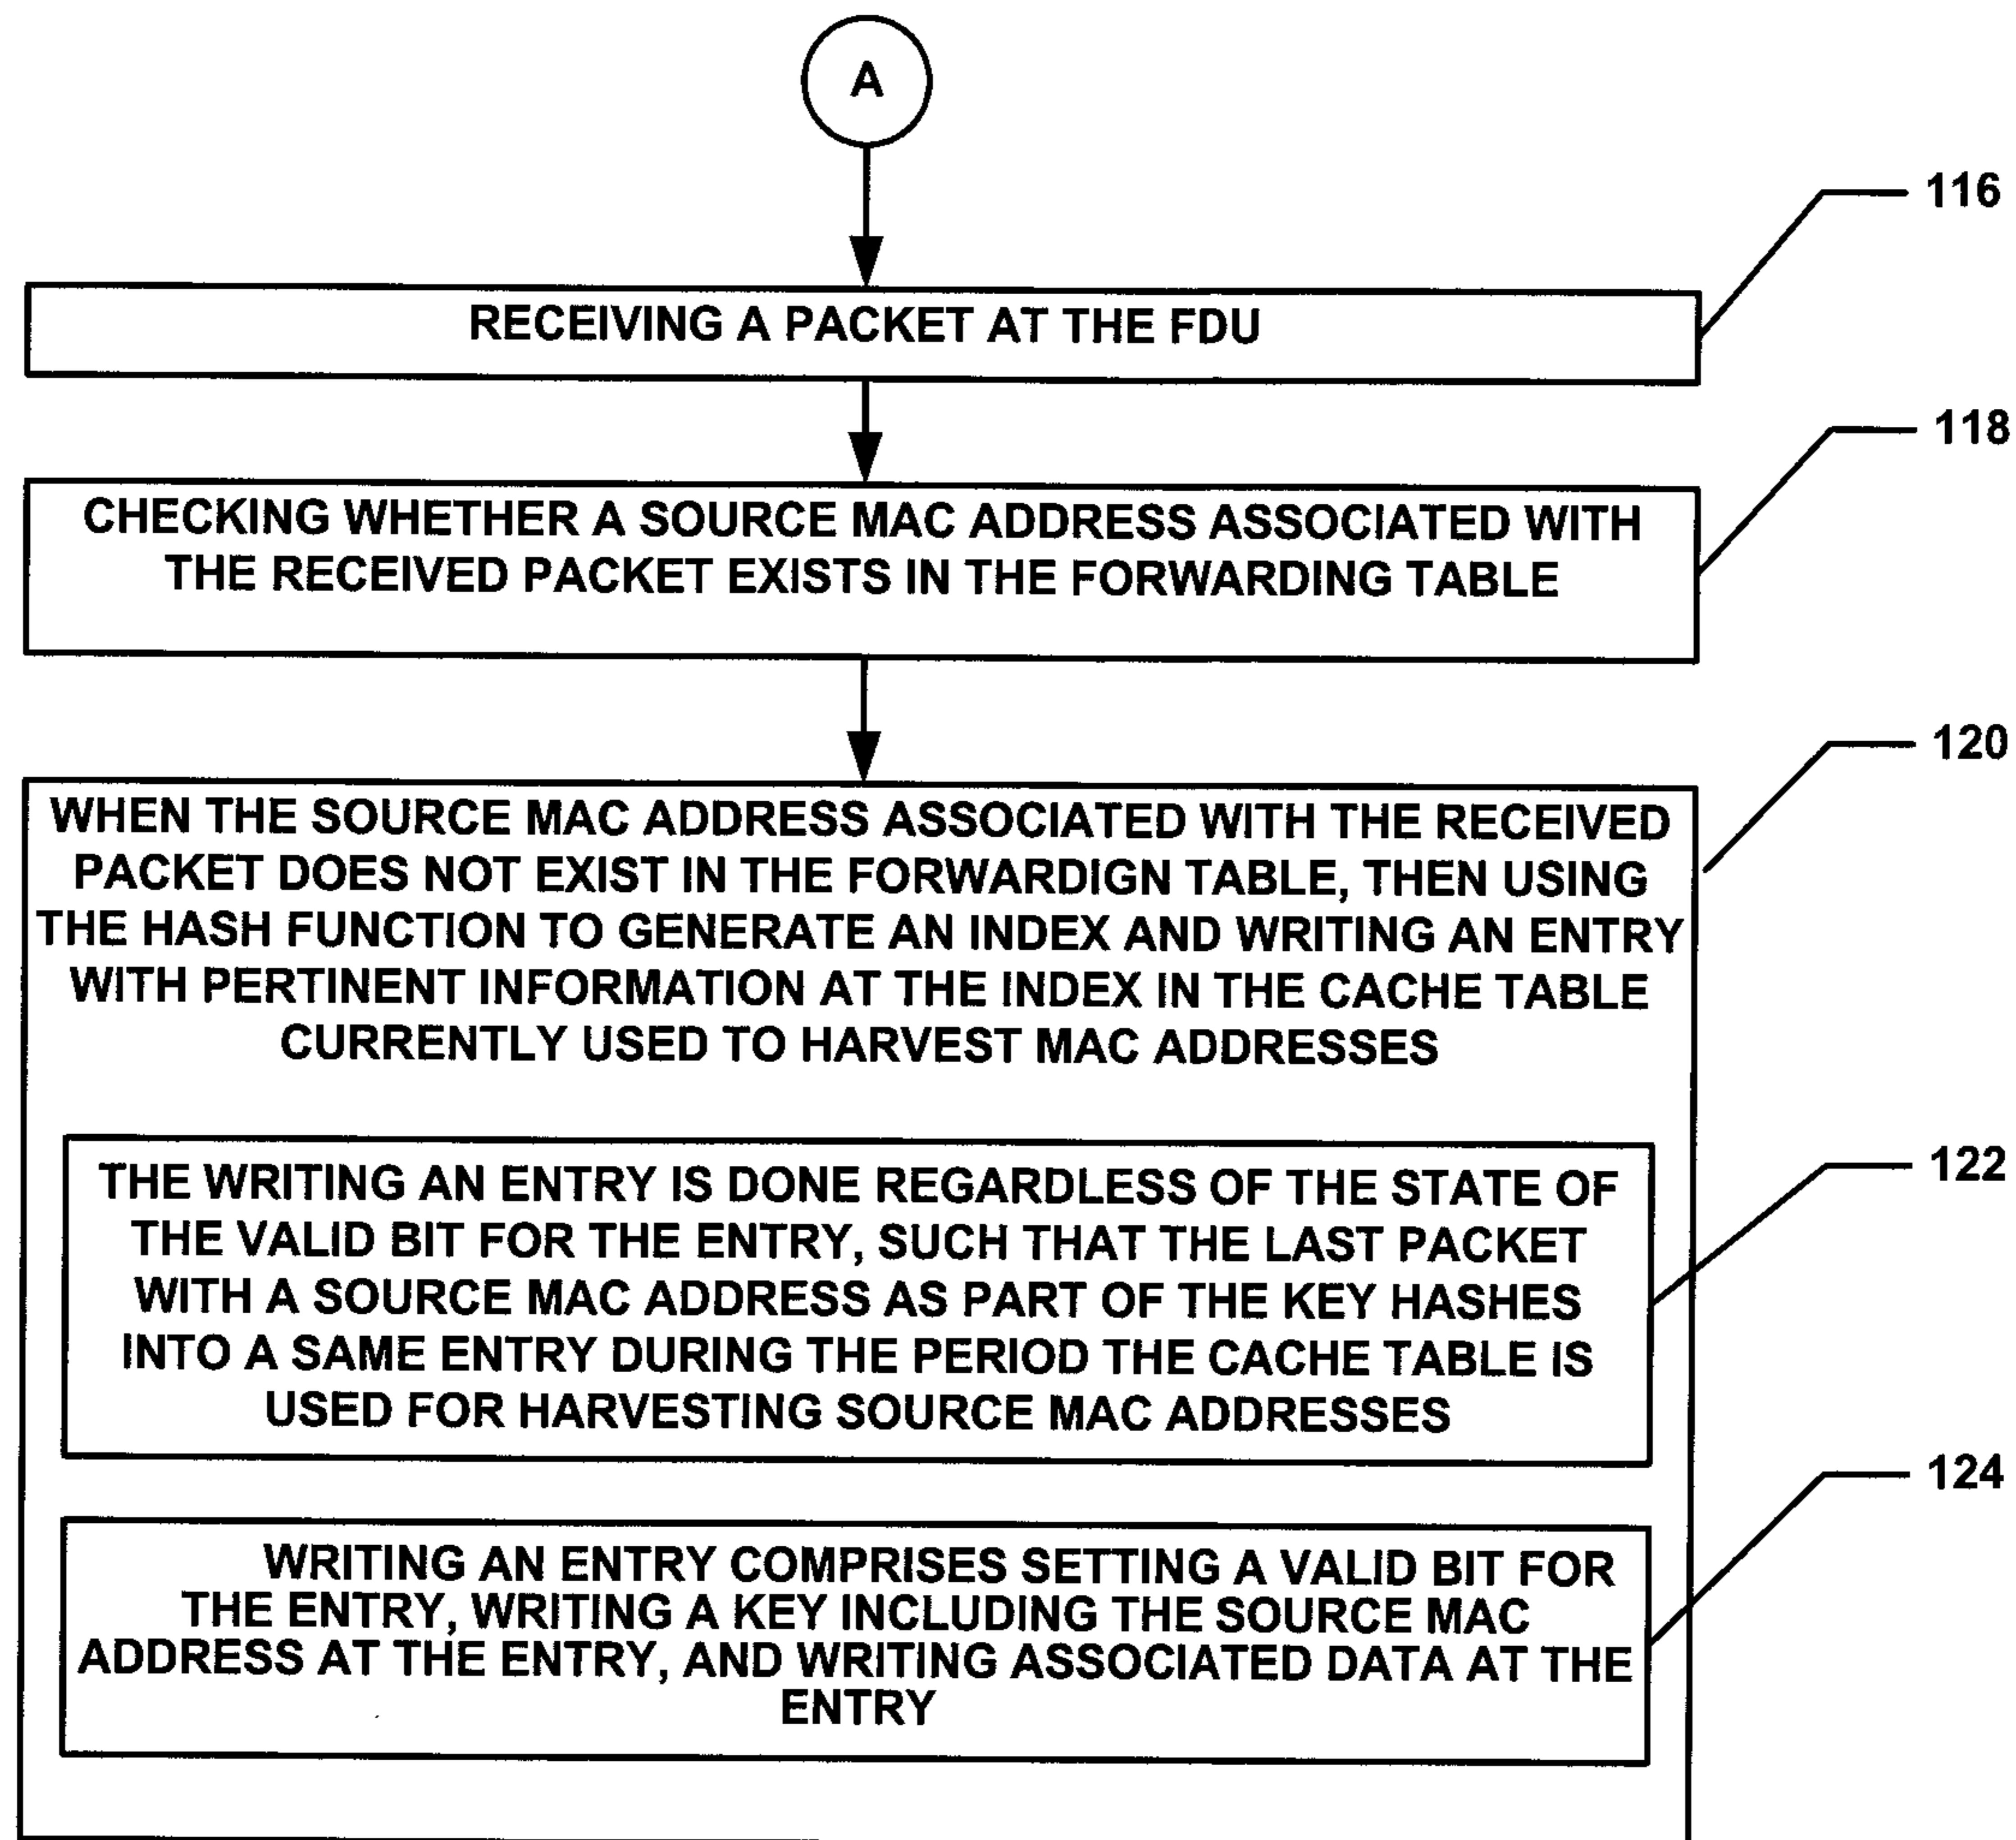 A
116
RECEIVING A PACKET AT THE FDU
118
CHECKING WHETHER A SOURCE MAC ADDRESS ASSOCIATED WITH
THE RECEIVED PACKET EXISTS IN THE FORWARDING TABLE
120
WHEN THE SOURCE MAC ADDRESS ASSOCIATED WITH THE RECEIVED
PACKET DOES NOT EXIST IN THE FORWARDIGN TABLE, THEN USING
THE HASH FUNCTION TO GENERATE AN INDEX AND WRITING AN ENTRY
WITH PERTINENT INFORMATION AT THE INDEX IN THE CACHE TABLE
CURRENTLY USED TO HARVEST MAC ADDRESSES
122
THE WRITING AN ENTRY IS DONE REGARDLESS OF THE STATE OF
THE VALID BIT FOR THE ENTRY, SUCH THAT THE LAST PACKET
WITH A SOURCE MAC ADDRESS AS PART OF THE KEY HASHES
INTO A SAME ENTRY DURING THE PERIOD THE CACHE TABLE IS
USED FOR HARVESTING SOURCE MAC ADDRESSES
124
WRITING AN ENTRY COMPRISES SETTING A VALID BIT FOR
THE ENTRY, WRITING A KEY INCLUDING THE SOURCE MAC
ADDRESS AT THE ENTRY, AND WRITING ASSOCIATED DATA AT THE
ENTRY